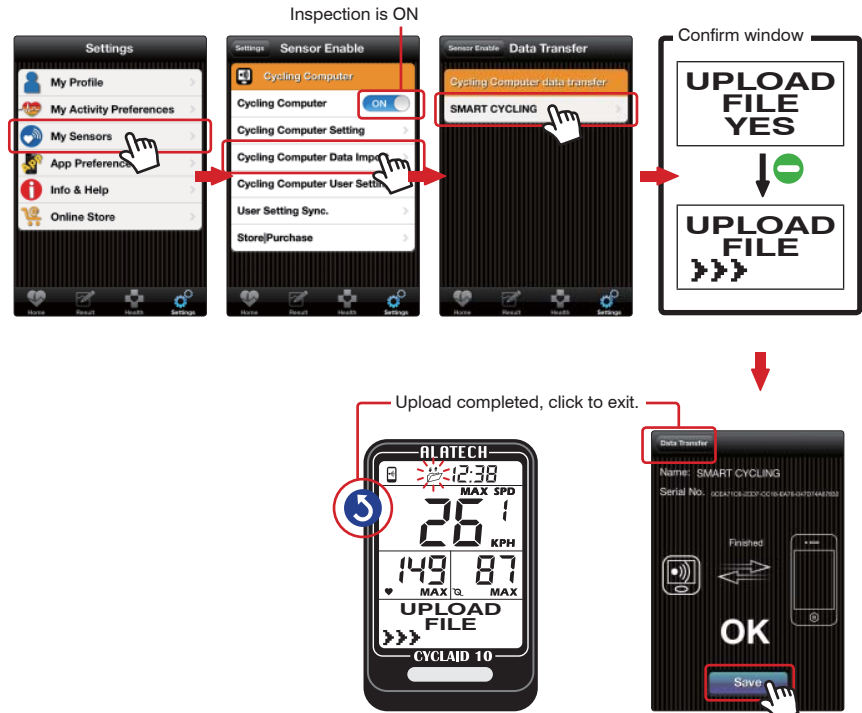 Inspection is ON
Settings
My Profile
My Activity Preferences
My Sensors
App Preference
Info & Help
Online Store
Home Result Health Settings
Settings Sensor Enable
Cycling Computer
Cycling Computer ON
Cycling Computer Setting
Cycling Computer Data Impo
Cycling Computer User Setti
User Setting Sync.
Store|Purchase
Home Result Health Settings
Sensor Enable Data Transfer
Cycling Computer data transfer
SMART CYCLING
Home Result Health Settings
Confirm window
UPLOAD
FILE
YES
UPLOAD
FILE
>>>
Upload completed, click to exit.
ALATECH
12:38
MAX SPD
26 1
KPH
149 87
MAX MAX
UPLOAD
FILE
>>>
CYCLAID 10
Data Transfer
Name: SMART CYCLING
Serial No.
Finished
OK
Save